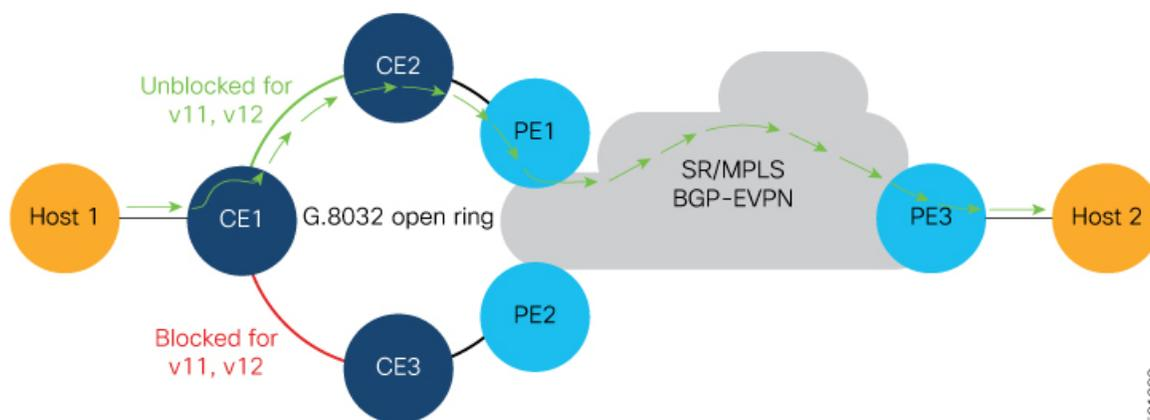 CE2
Unblocked for
v11, v12
PE1
SR/MPLS
BGP-EVPN
Host 1
CE1
G.8032 open ring
PE3
Host 2
PE2
Blocked for
v11, v12
CE3